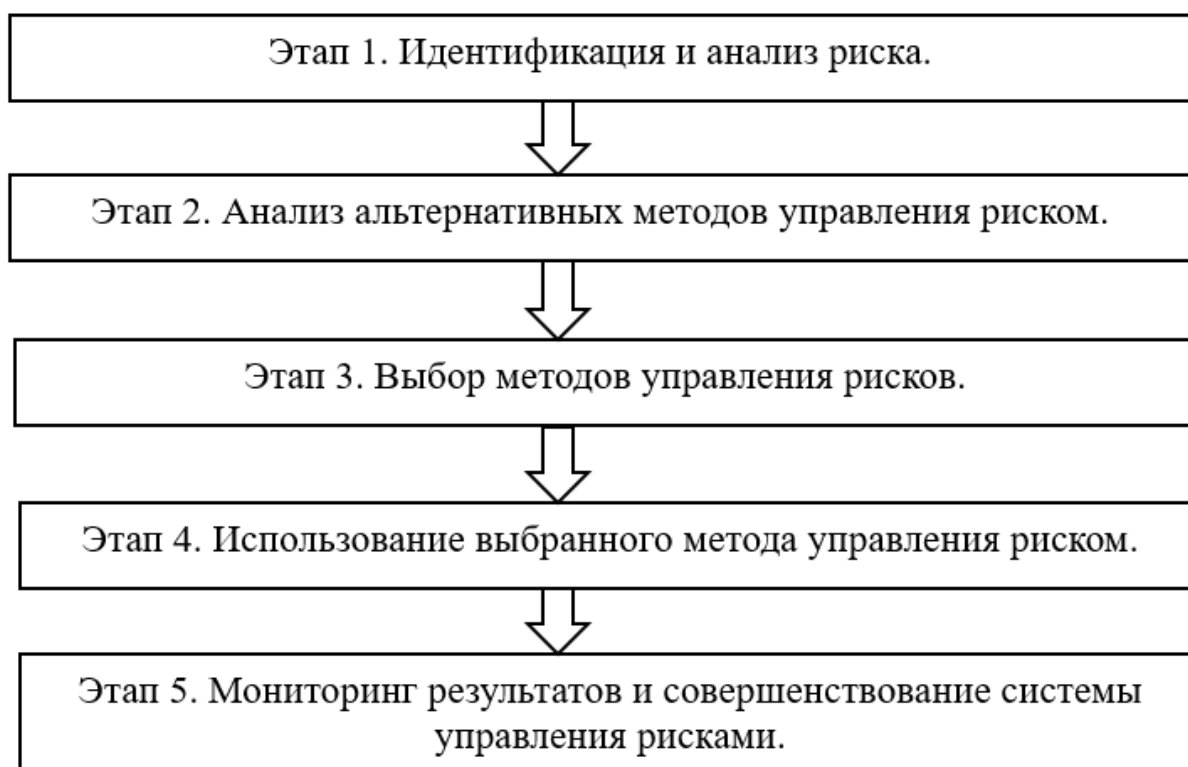 Этап 1. Идентификация и анализ риска.
Этап 2. Анализ альтернативных методов управления риском.
Этап 3. Выбор методов управления рисков.
Этап 4. Использование выбранного метода управления риском.
Этап 5. Мониторинг результатов и совершенствование системы
управления рисками.